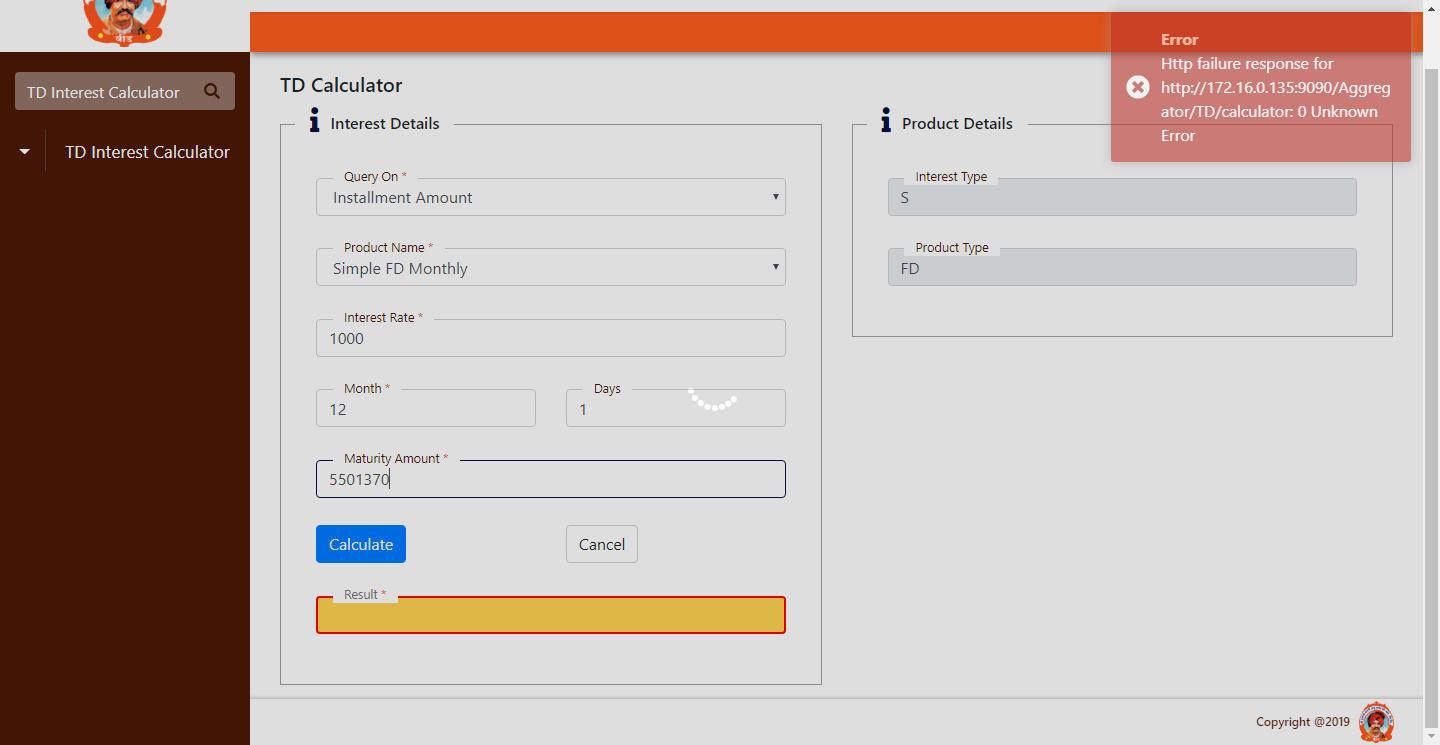 बीड
TD Interest Calculator
TD Interest Calculator
Error
Http failure response for
http://172.16.0.135:9090/Aggreg
ator/TD/calculator: 0 Unknown
Error
TD Calculator
Interest Details
Query On *
Installment Amount
Product Name *
Simple FD Monthly
Interest Rate *
1000
Month *
12
Days
1
Maturity Amount *
5501370
Calculate
Cancel
Result *
Product Details
Interest Type
S
Product Type
FD
Copyright @2019